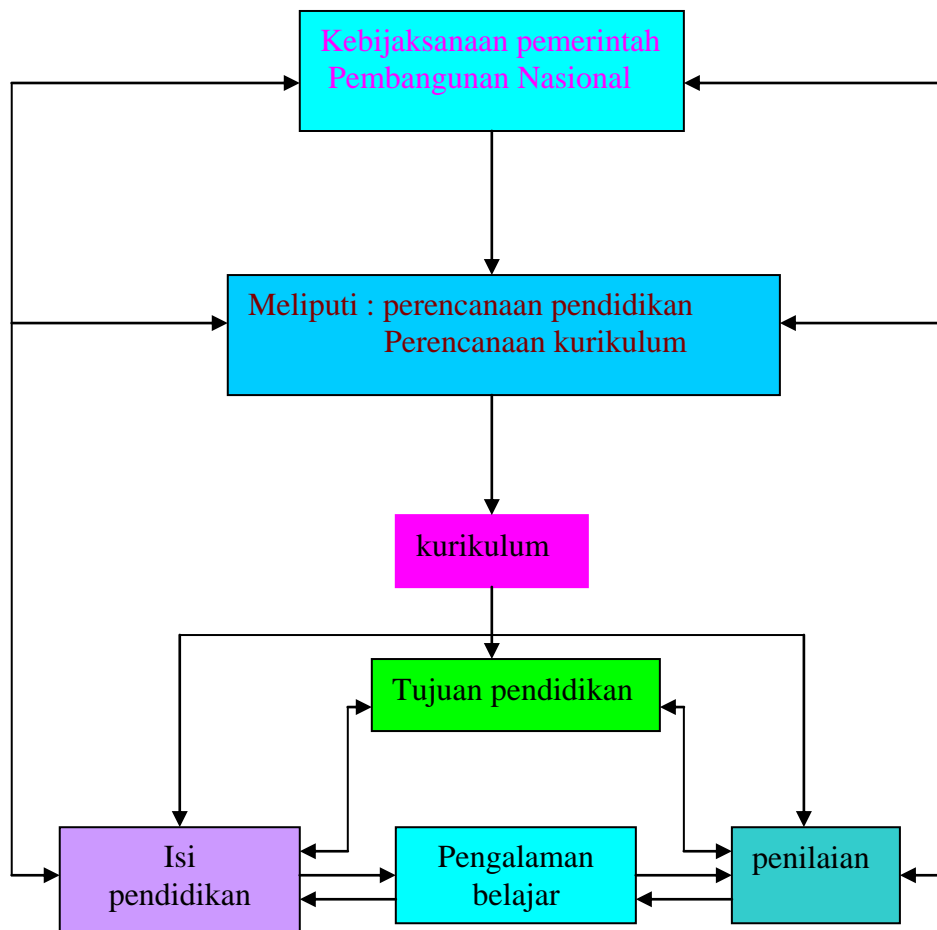 Kebijaksanaan pemerintah
Pembangunan Nasional
Meliputi : perencanaan pendidikan
Perencanaan kurikulum
kurikulum
Tujuan pendidikan
Isi
pendidikan
Pengalaman
belajar
penilaian